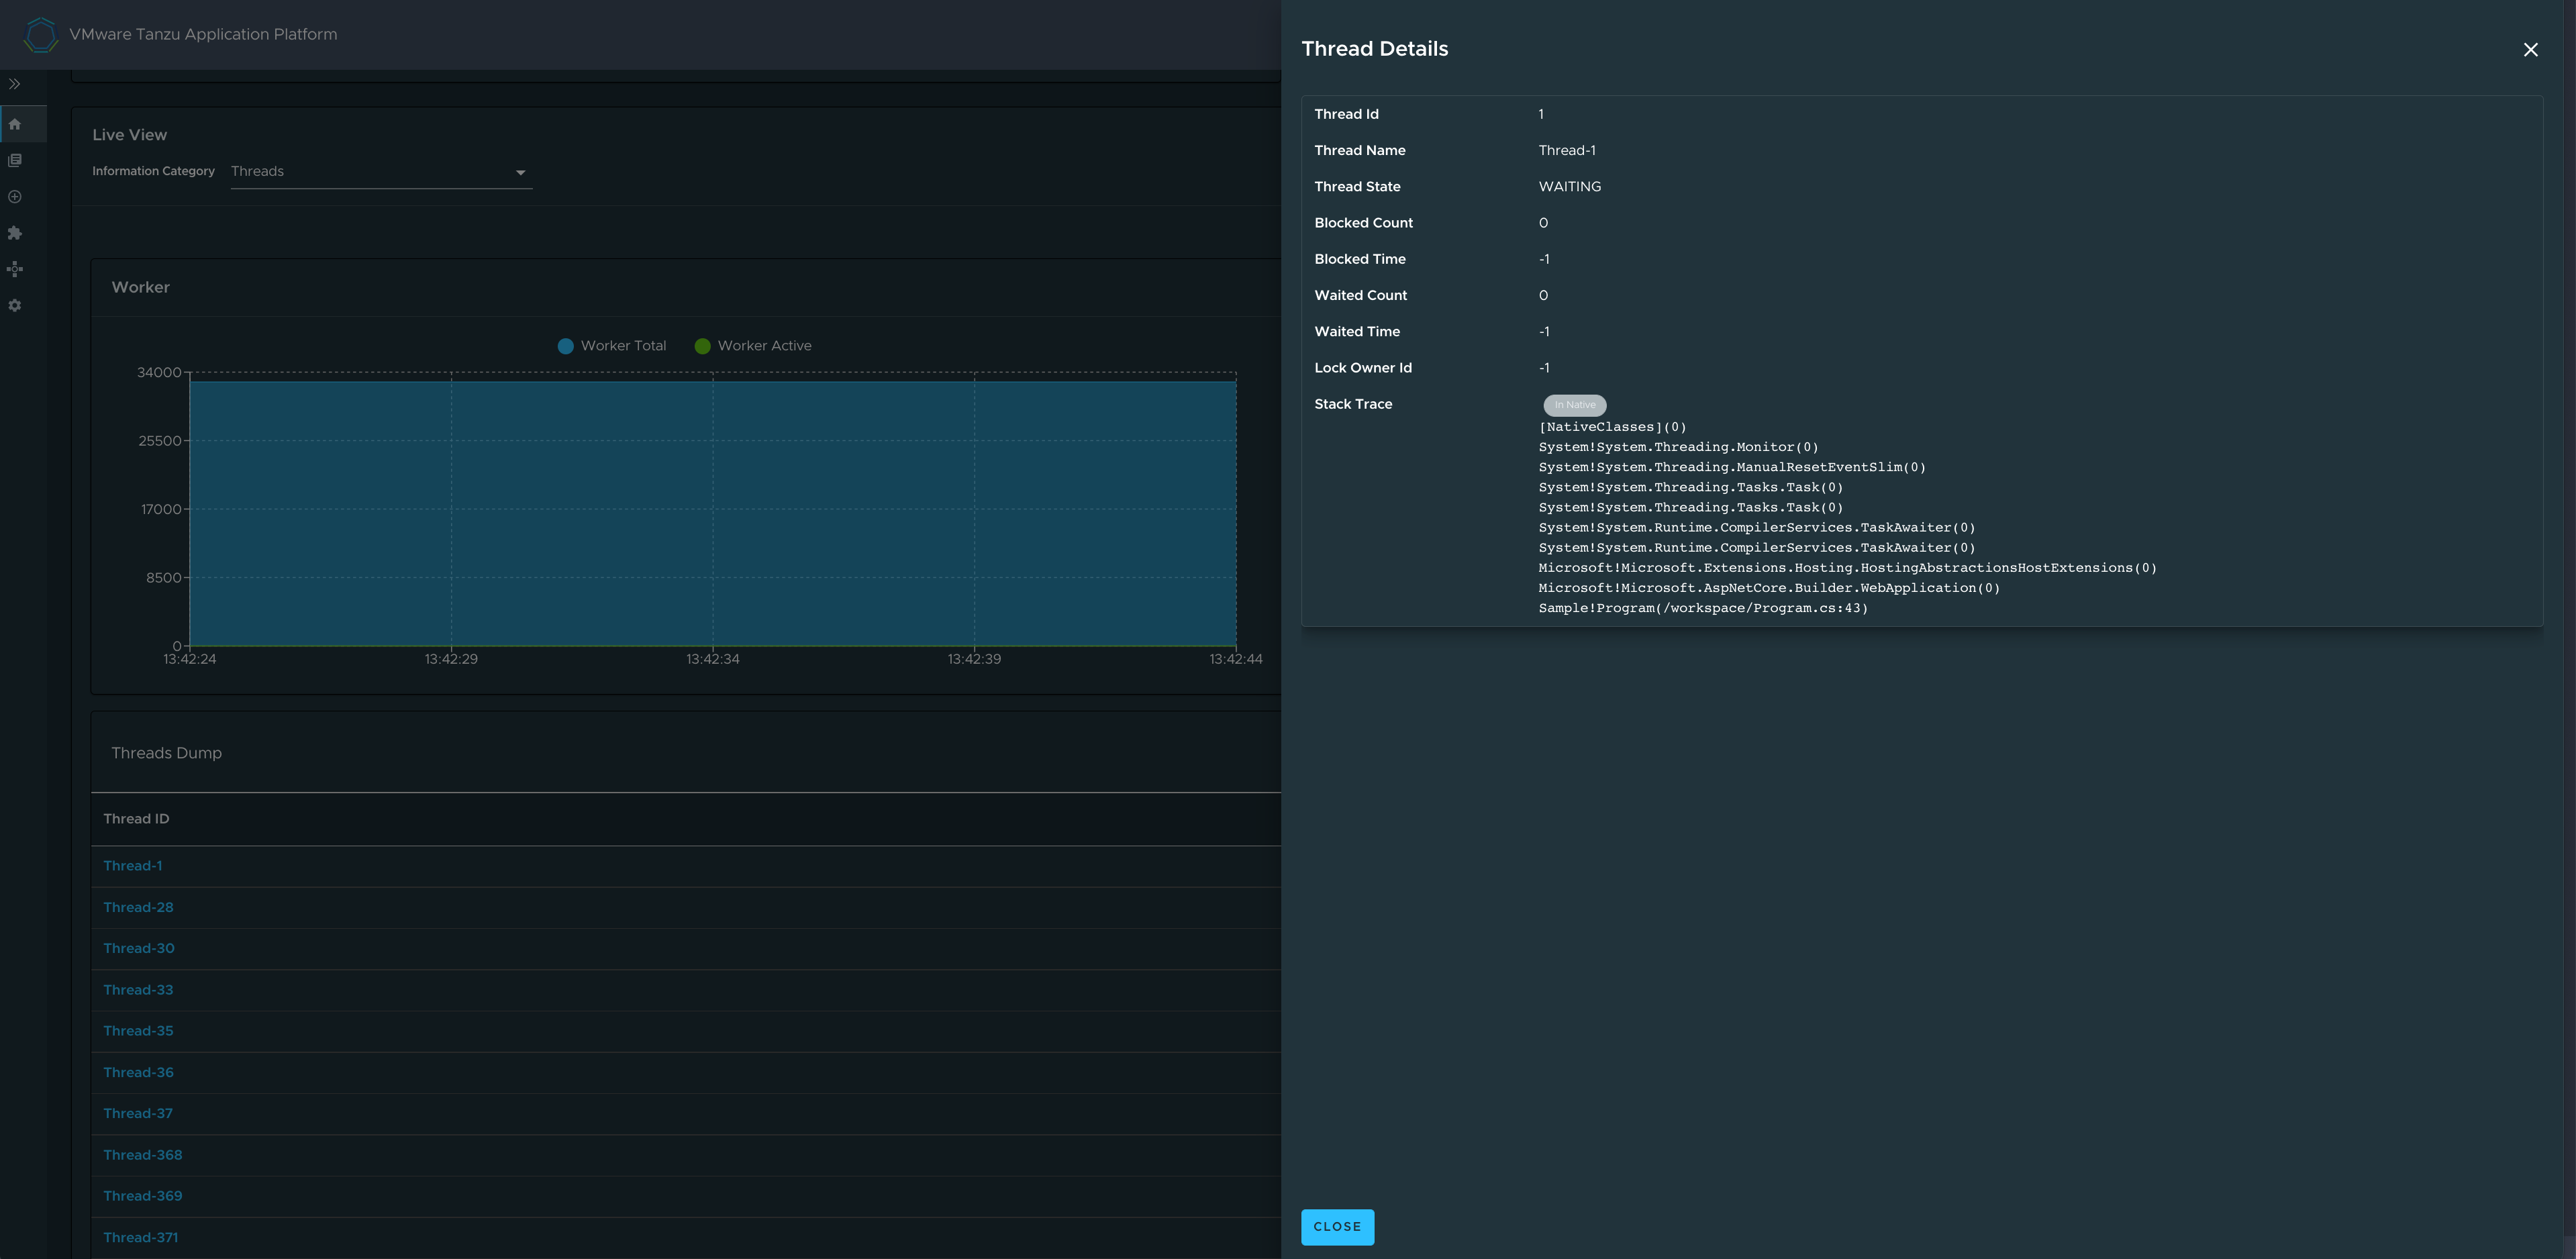 VMware Tanzu Application Platform
Live View
Information Category Threads
Worker
Worker Total Worker Active
34000
25500
17000
8500
0
13:42:24 13:42:29 13:42:34 13:42:39 13:42:44
Threads Dump
Thread ID
Thread-1
Thread-28
Thread-30
Thread-33
Thread-35
Thread-36
Thread-37
Thread-368
Thread-369
Thread-371
Thread Details
Thread Id 1
Thread Name Thread-1
Thread State WAITING
Blocked Count 0
Blocked Time -1
Waited Count 0
Waited Time -1
Lock Owner Id -1
Stack Trace In Native
[NativeClasses](0)
System!System.Threading.Monitor(0)
System!System.Threading.ManualResetEventSlim(0)
System!System.Threading.Tasks.Task(0)
System!System.Threading.Tasks.Task(0)
System!System.Runtime.CompilerServices.TaskAwaiter(0)
System!System.Runtime.CompilerServices.TaskAwaiter(0)
Microsoft!Microsoft.Extensions.Hosting.HostingAbstractionsHostExtensions(0)
Microsoft!Microsoft.AspNetCore.Builder.WebApplication(0)
Sample!Program(/workspace/Program.cs:43)
CLOSE